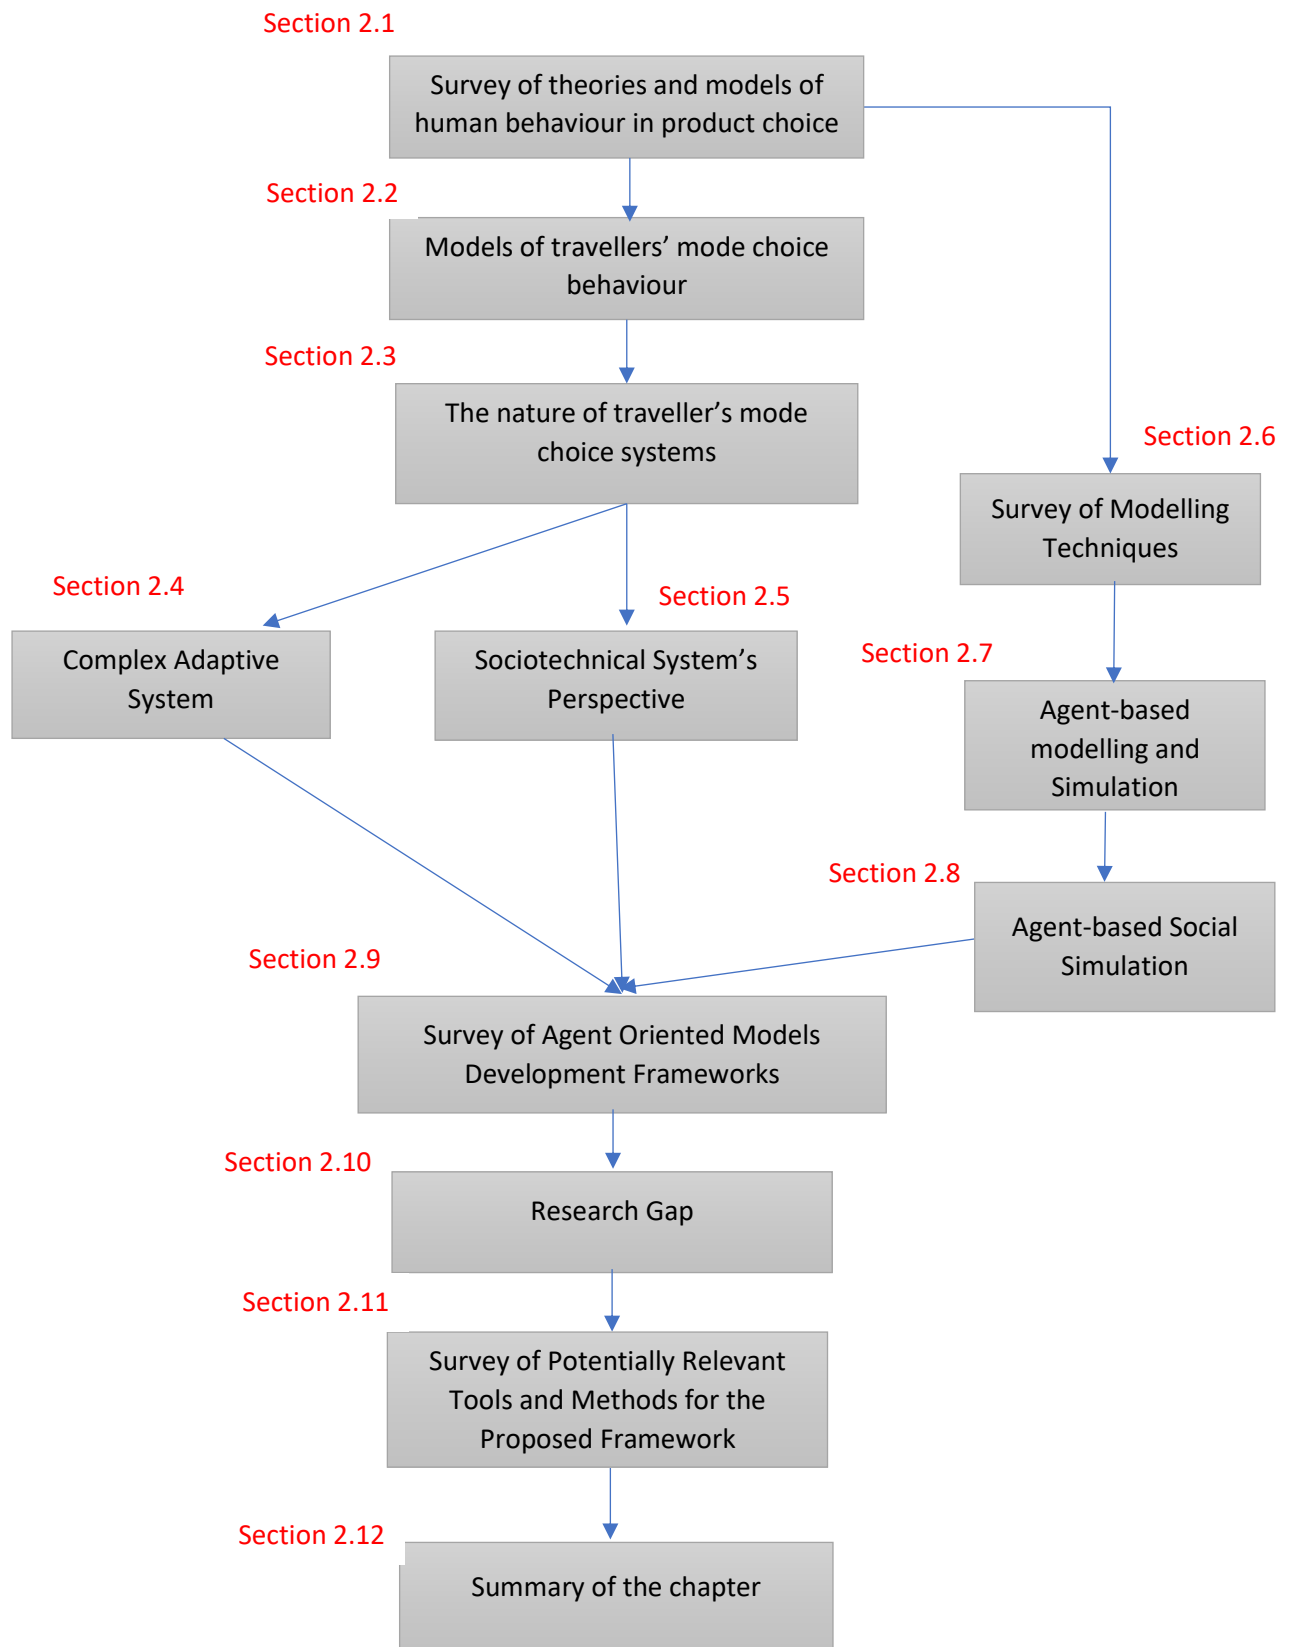 Section 2.1
Survey of theories and models of
human behaviour in product choice
Section 2.2
Models of travellers’ mode choice
behaviour
Section 2.3
The nature of traveller’s mode
choice systems
Section 2.4
Complex Adaptive
System
Section 2.5
Sociotechnical System’s
Perspective
Section 2.6
Survey of Modelling
Techniques
Section 2.7
Agent-based
modelling and
Simulation
Section 2.8
Agent-based Social
Simulation
Section 2.9
Survey of Agent Oriented Models
Development Frameworks
Section 2.10
Research Gap
Section 2.11
Survey of Potentially Relevant
Tools and Methods for the
Proposed Framework
Section 2.12
Summary of the chapter